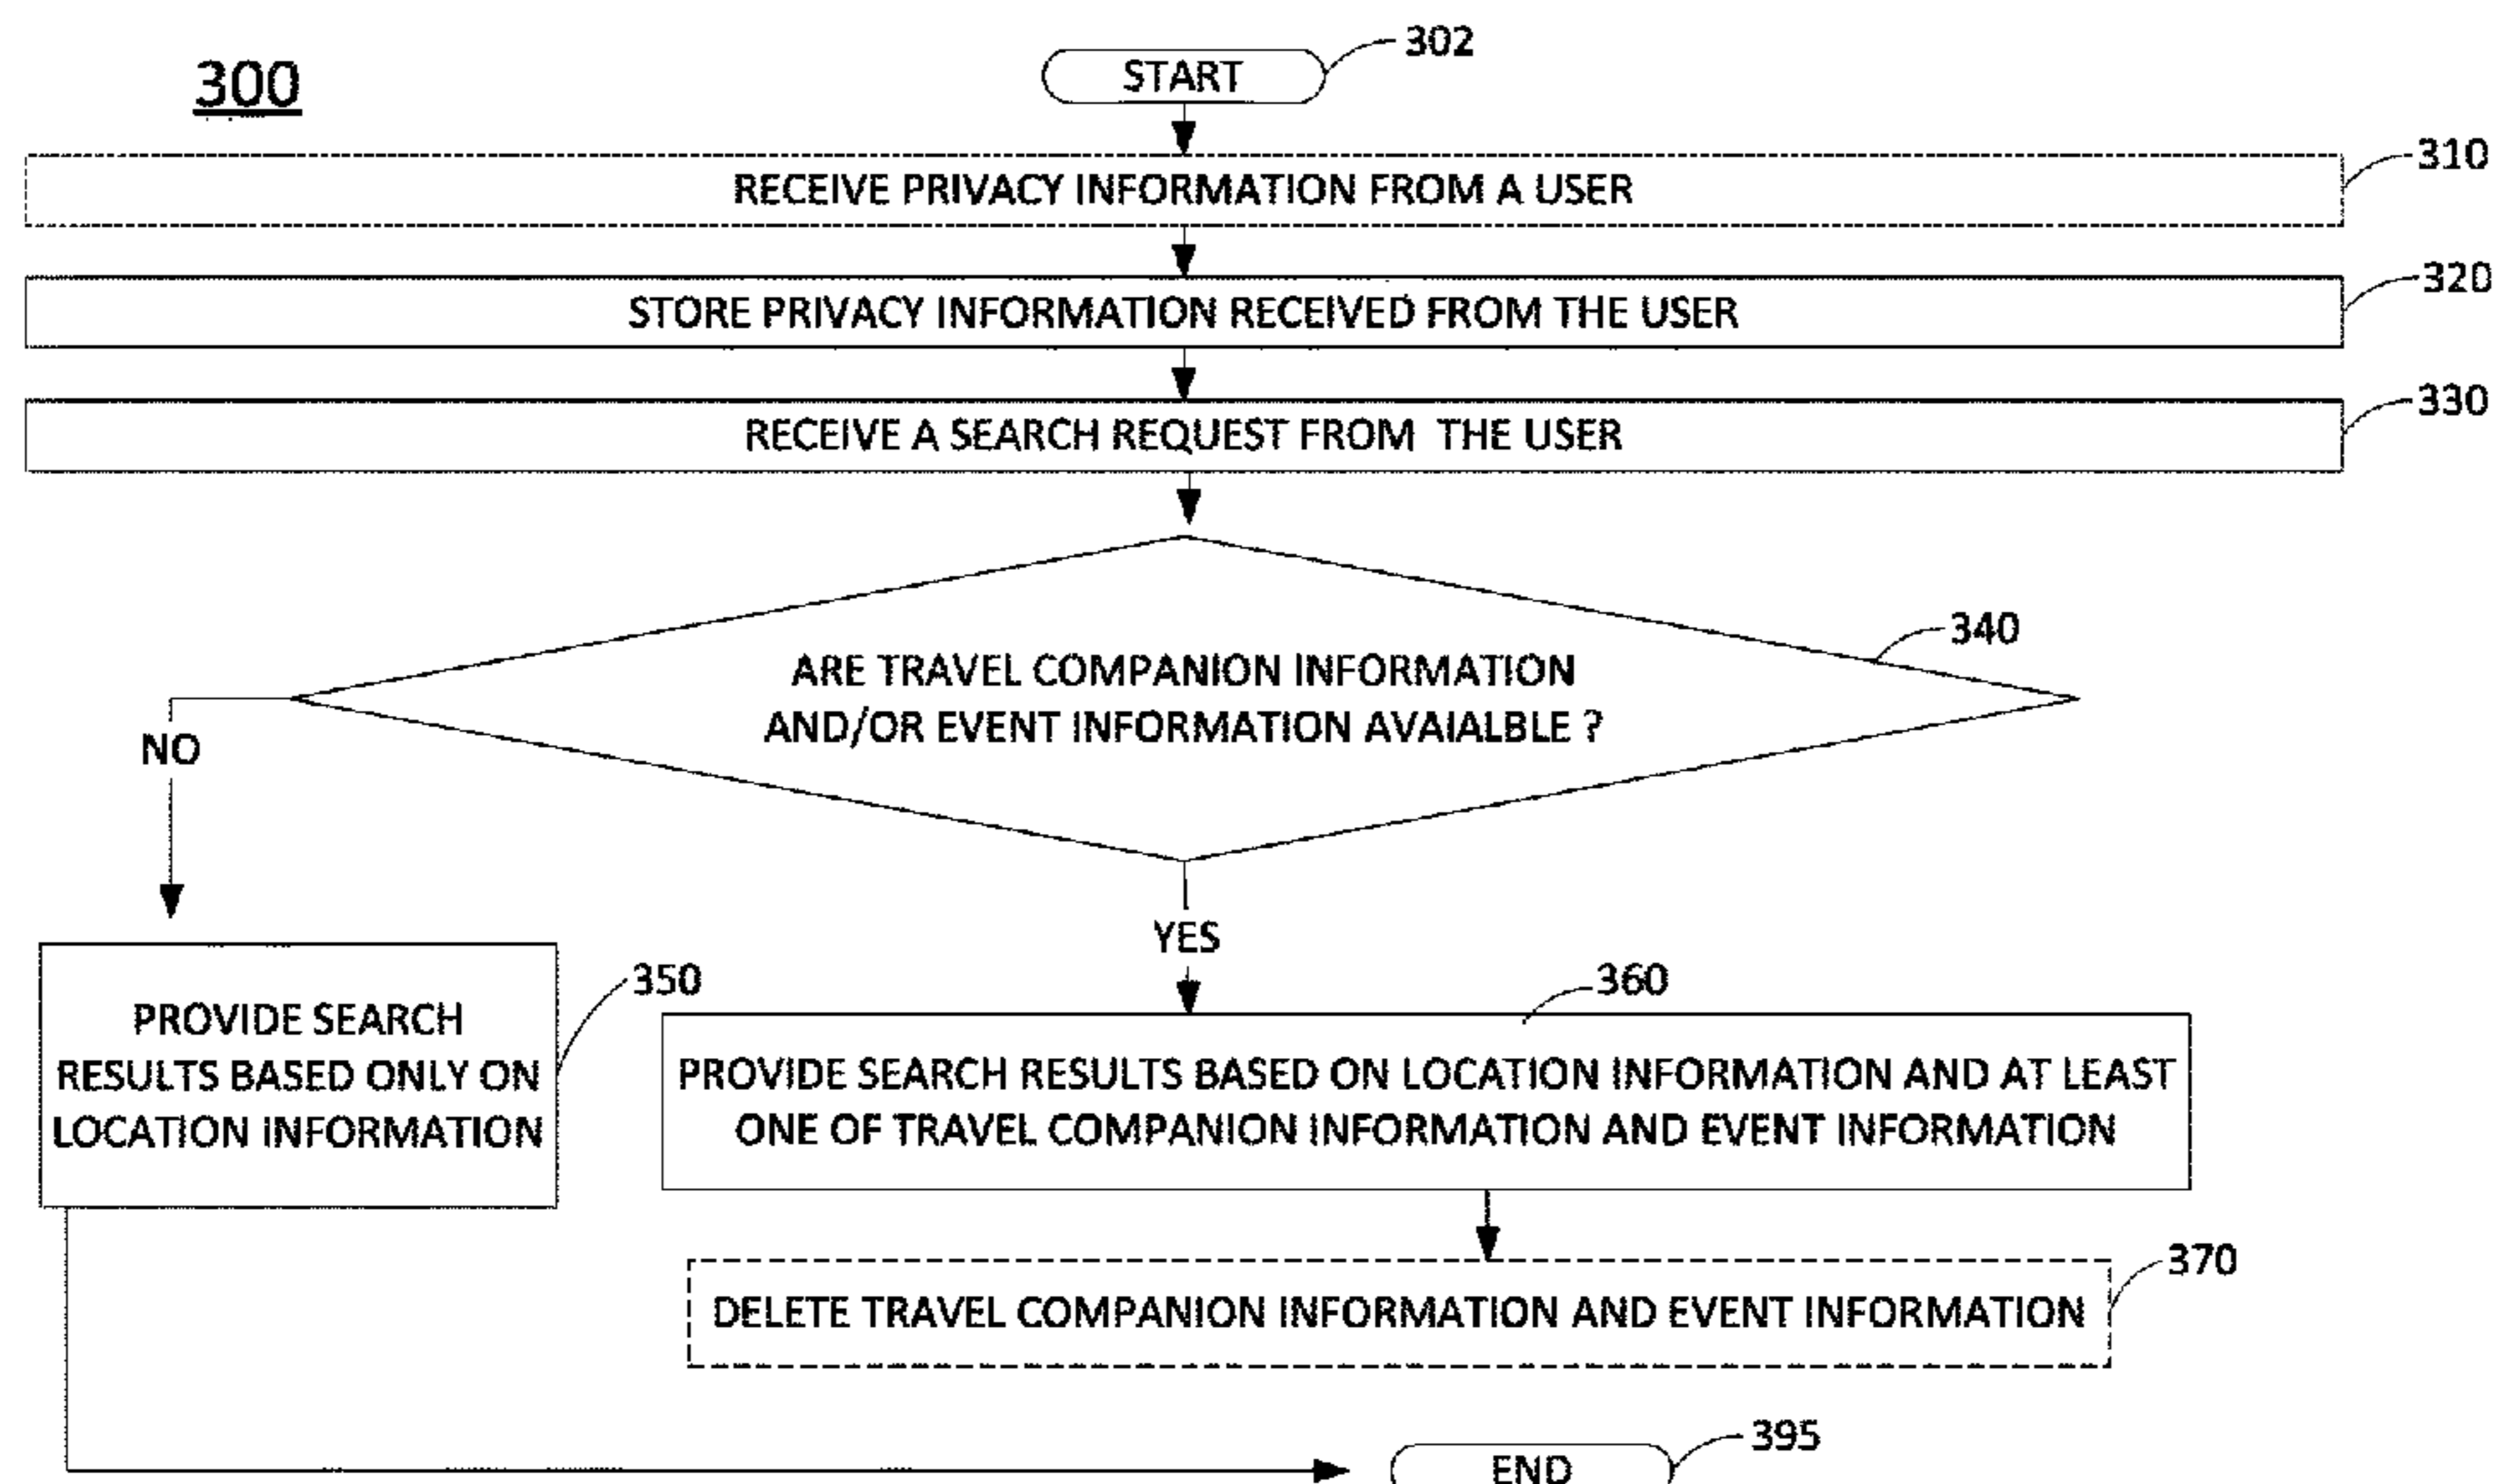 300
START
302
RECEIVE PRIVACY INFORMATION FROM A USER
310
STORE PRIVACY INFORMATION RECEIVED FROM THE USER
320
RECEIVE A SEARCH REQUEST FROM THE USER
330
ARE TRAVEL COMPANION INFORMATION
AND/OR EVENT INFORMATION AVAIALBLE ?
340
NO
YES
PROVIDE SEARCH
RESULTS BASED ONLY ON
LOCATION INFORMATION
350
360
PROVIDE SEARCH RESULTS BASED ON LOCATION INFORMATION AND AT LEAST
ONE OF TRAVEL COMPANION INFORMATION AND EVENT INFORMATION
DELETE TRAVEL COMPANION INFORMATION AND EVENT INFORMATION
370
END
395